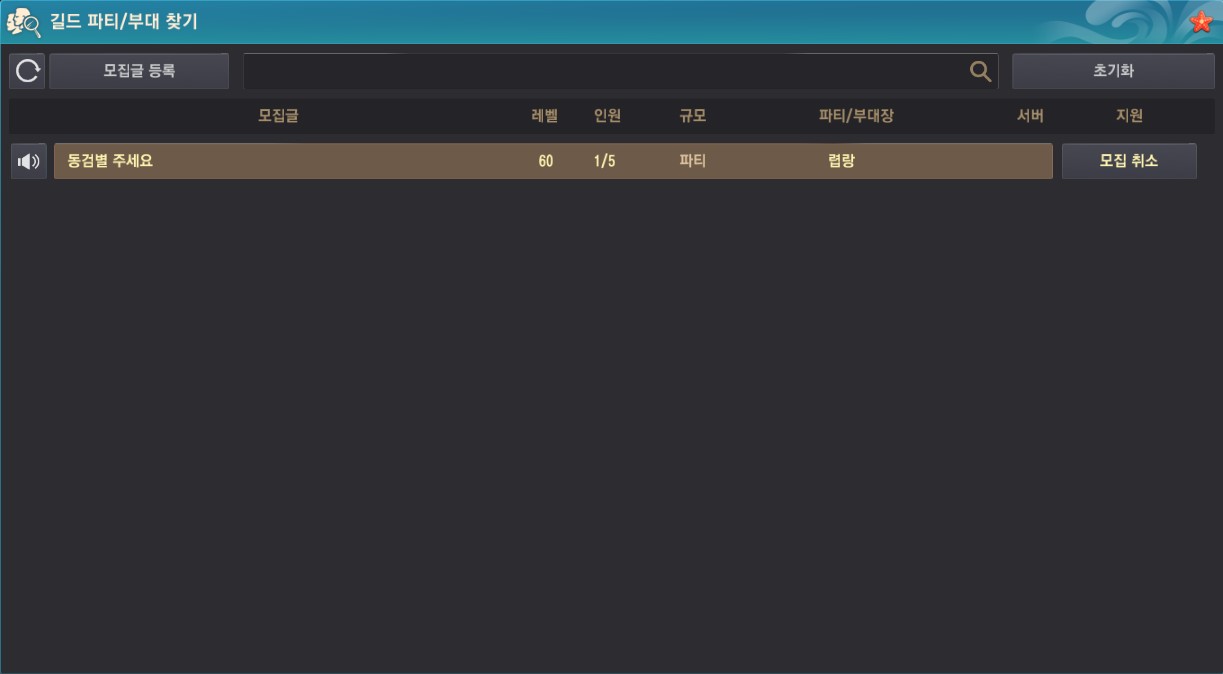 길드 파티/부대 찾기
모집글 등록 초기화
모집글 레벨 인원 규모 파티/부대장 서버 지원
동검별 주세요 60 1/5 파티 렵랑 모집 취소